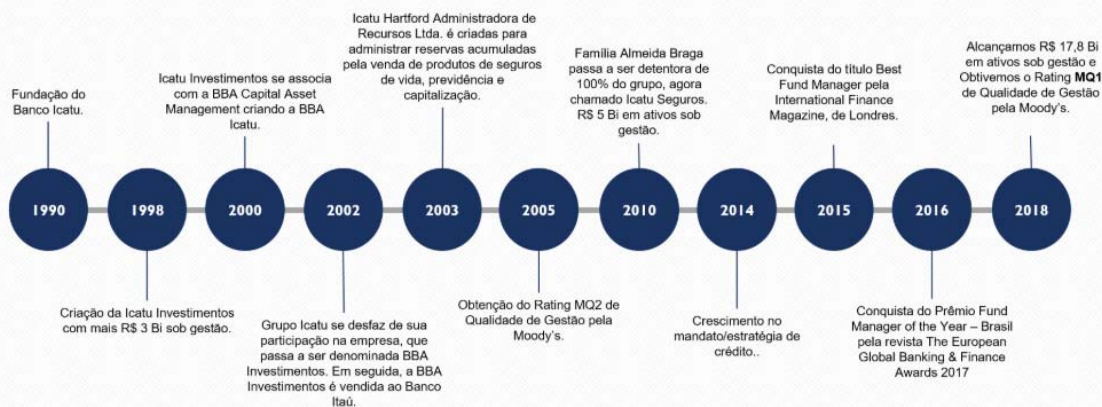 Fundação do
Banco Icatu.
1990
1998
Criação da Icatu Investimentos
com mais R$ 3 Bi sob gestão.
Icatu Investimentos se associa
com a BBA Capital Asset
Management criando a BBA
Icatu.
2000
2002
Grupo Icatu se desfaz de sua
participação na empresa, que
passa a ser denominada BBA
Investimentos. Em seguida, a BBA
Investimentos é vendida ao Banco
Itaú.
Icatu Hartford Administradora de
Recursos Ltda. é criadas para
administrar reservas acumuladas
pela venda de produtos de seguros
de vida, previdência e
capitalização.
2003
2005
Obtenção do Rating MQ2 de
Qualidade de Gestão pela
Moody's.
Família Almeida Braga
passa a ser detentora de
100% do grupo, agora
chamado Icatu Seguros.
R$ 5 Bi em ativos sob
gestão.
2010
2014
Crescimento no
mandato/estratégia de
crédito..
Conquista do título Best
Fund Manager pela
International Finance
Magazine, de Londres.
2015
2016
Conquista do Prêmio Fund
Manager of the Year – Brasil
pela revista The European
Global Banking & Finance
Awards 2017
Alcançamos R$ 17,8 Bi
em ativos sob gestão e
Obtivemos o Rating MQ1
de Qualidade de Gestão
pela Moody's.
2018